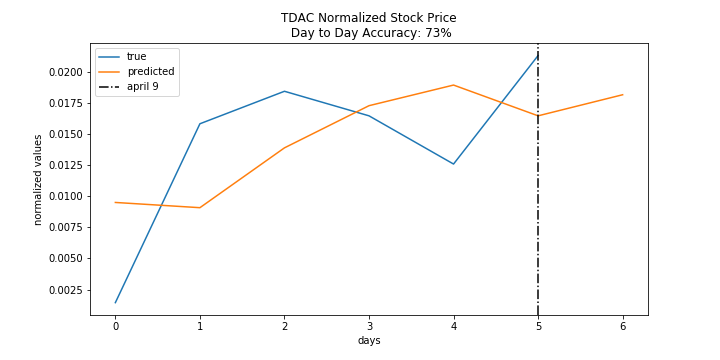 TDAC Normalized Stock Price
Day to Day Accuracy: 73%
true
predicted
april 9
normalized values
0.0200
0.0175
0.0150
0.0125
0.0100
0.0075
0.0050
0.0025
0 1 2 3 4 5 6
days